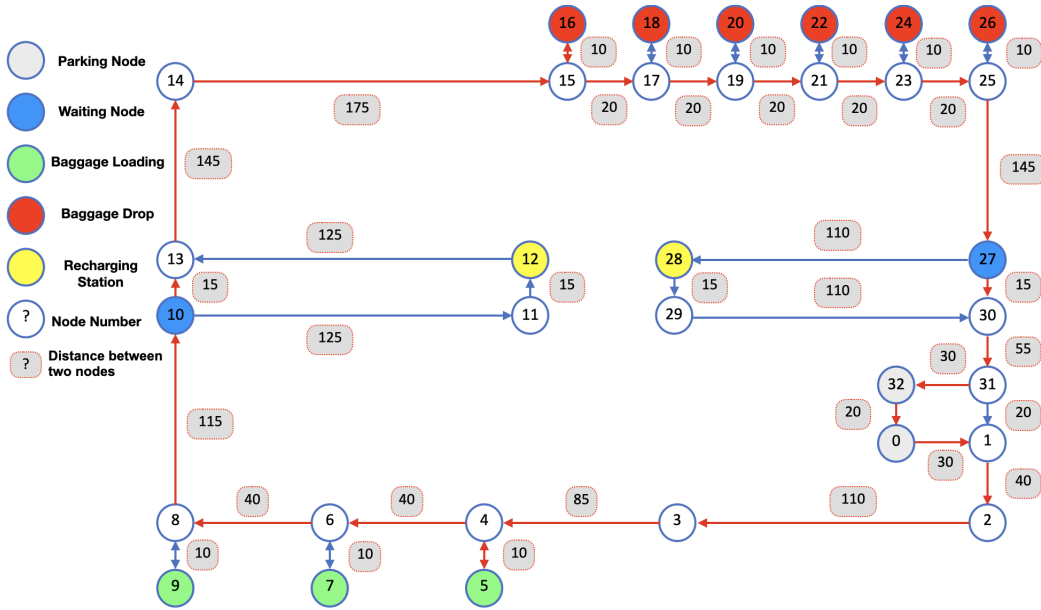 16 18 20 22 24 26
Parking Node
10 10 10 10 10 10
14 15 17 19 21 23 25
175 20 20 20 20 20
Waiting Node
Baggage Loading
145 145
Baggage Drop
125 110
13 12 28 27
Recharging
Station
15 15 15 110 15
? Node Number
10 11 29 30
125
? Distance between
two nodes
55
30
32 31
115 20 20
0 1
30 40
40 40 85 110
8 6 4 3 2
10 10 10
9 7 5